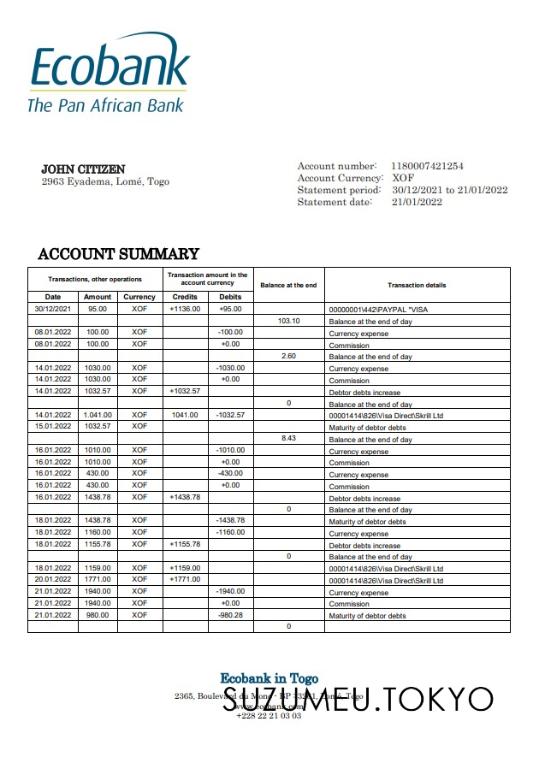 Ecobank
The Pan African Bank
JOHN CITIZEN
2963 Eyadema, Lomé, Togo
Account number: 1180007421254
Account Currency: XOF
Statement period: 30/12/2021 to 21/01/2022
Statement date: 21/01/2022
ACCOUNT SUMMARY
Transactions, other operations Transaction amount in the account currency Balance at the end Transaction details
Date Amount Currency Credits Debits
30/12/2021 95.00 XOF +1136.00 +95.00 00000001\442\PAYPAL *VISA
103.10 Balance at the end of day
08.01.2022 100.00 XOF -100.00 Currency expense
08.01.2022 100.00 XOF +0.00 Commission
2.60 Balance at the end of day
14.01.2022 1030.00 XOF -1030.00 Currency expense
14.01.2022 1030.00 XOF +0.00 Commission
14.01.2022 1032.57 XOF +1032.57 Debtor debts increase
0 Balance at the end of day
14.01.2022 1.041.00 XOF 1041.00 -1032.57 00001414\826\Visa Direct\Skrill Ltd
15.01.2022 1032.57 XOF Maturity of debtor debts
8.43 Balance at the end of day
16.01.2022 1010.00 XOF -1010.00 Currency expense
16.01.2022 1010.00 XOF +0.00 Commission
16.01.2022 430.00 XOF -430.00 Currency expense
16.01.2022 430.00 XOF +0.00 Commission
16.01.2022 1438.78 XOF +1438.78 Debtor debts increase
0 Balance at the end of day
18.01.2022 1438.78 XOF -1438.78 Maturity of debtor debts
18.01.2022 1160.00 XOF -1160.00 Currency expense
18.01.2022 1155.78 XOF +1155.78 Debtor debts increase
0 Balance at the end of day
18.01.2022 1159.00 XOF +1159.00 00001414\826\Visa Direct\Skrill Ltd
20.01.2022 1771.00 XOF +1771.00 00001414\826\Visa Direct\Skrill Ltd
21.01.2022 1940.00 XOF -1940.00 Currency expense
21.01.2022 1940.00 XOF +0.00 Commission
21.01.2022 980.00 XOF -980.28 Maturity of debtor debts
0
Ecobank in Togo
2365, Boulevard du Mono - BP Lomé, Togo
SUZUMEU.TOKYO
www.ecobank.com
+228 22 21 03 03